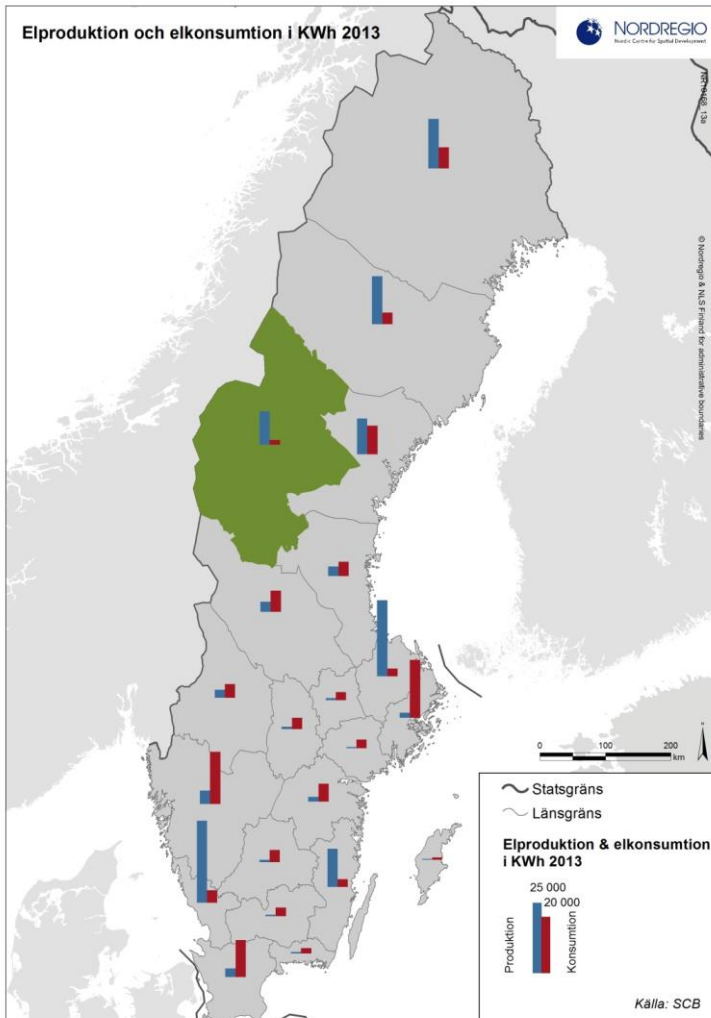 Elproduktion och elkonsumtion i KWh 2013
NORDREGIO
Nordic Centre for Spatial Development
© Nordregio & NLS Finland for administrative boundaries
N
0 100 200
km
Statsgräns
Länsgräns
Elproduktion & elkonsumtion
i KWh 2013
25 000
20 000
Produktion
Konsumtion
Källa: SCB